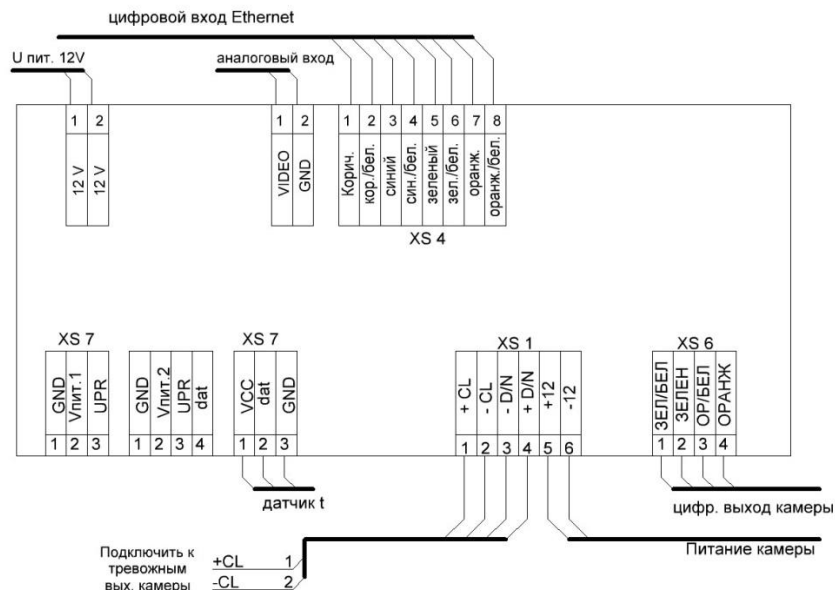 цифровой вход Ethernet
U пит. 12V
аналоговый вход
1 2
12 V
12 V
1 2
VIDEO
GND
1 2 3 4 5 6 7 8
Корич.
кор./бел.
синий
син./бел.
зеленый
зел./бел.
оранж.
оранж./бел.
XS 4
XS 7
GND
Vпит.1
UPR
1 2 3
GND
Vпит.2
UPR
dat
1 2 3 4
XS 7
VCC
dat
GND
1 2 3
датчик t
XS 1
+ CL
- CL
- D/N
+ D/N
+12
-12
1 2 3 4 5 6
XS 6
ЗЕЛ/БЕЛ
ЗЕЛЕН
ОР/БЕЛ
ОРАНЖ
1 2 3 4
цифр. выход камеры
Питание камеры
Подключить к
тревожным
вых. камеры
+CL 1
-CL 2